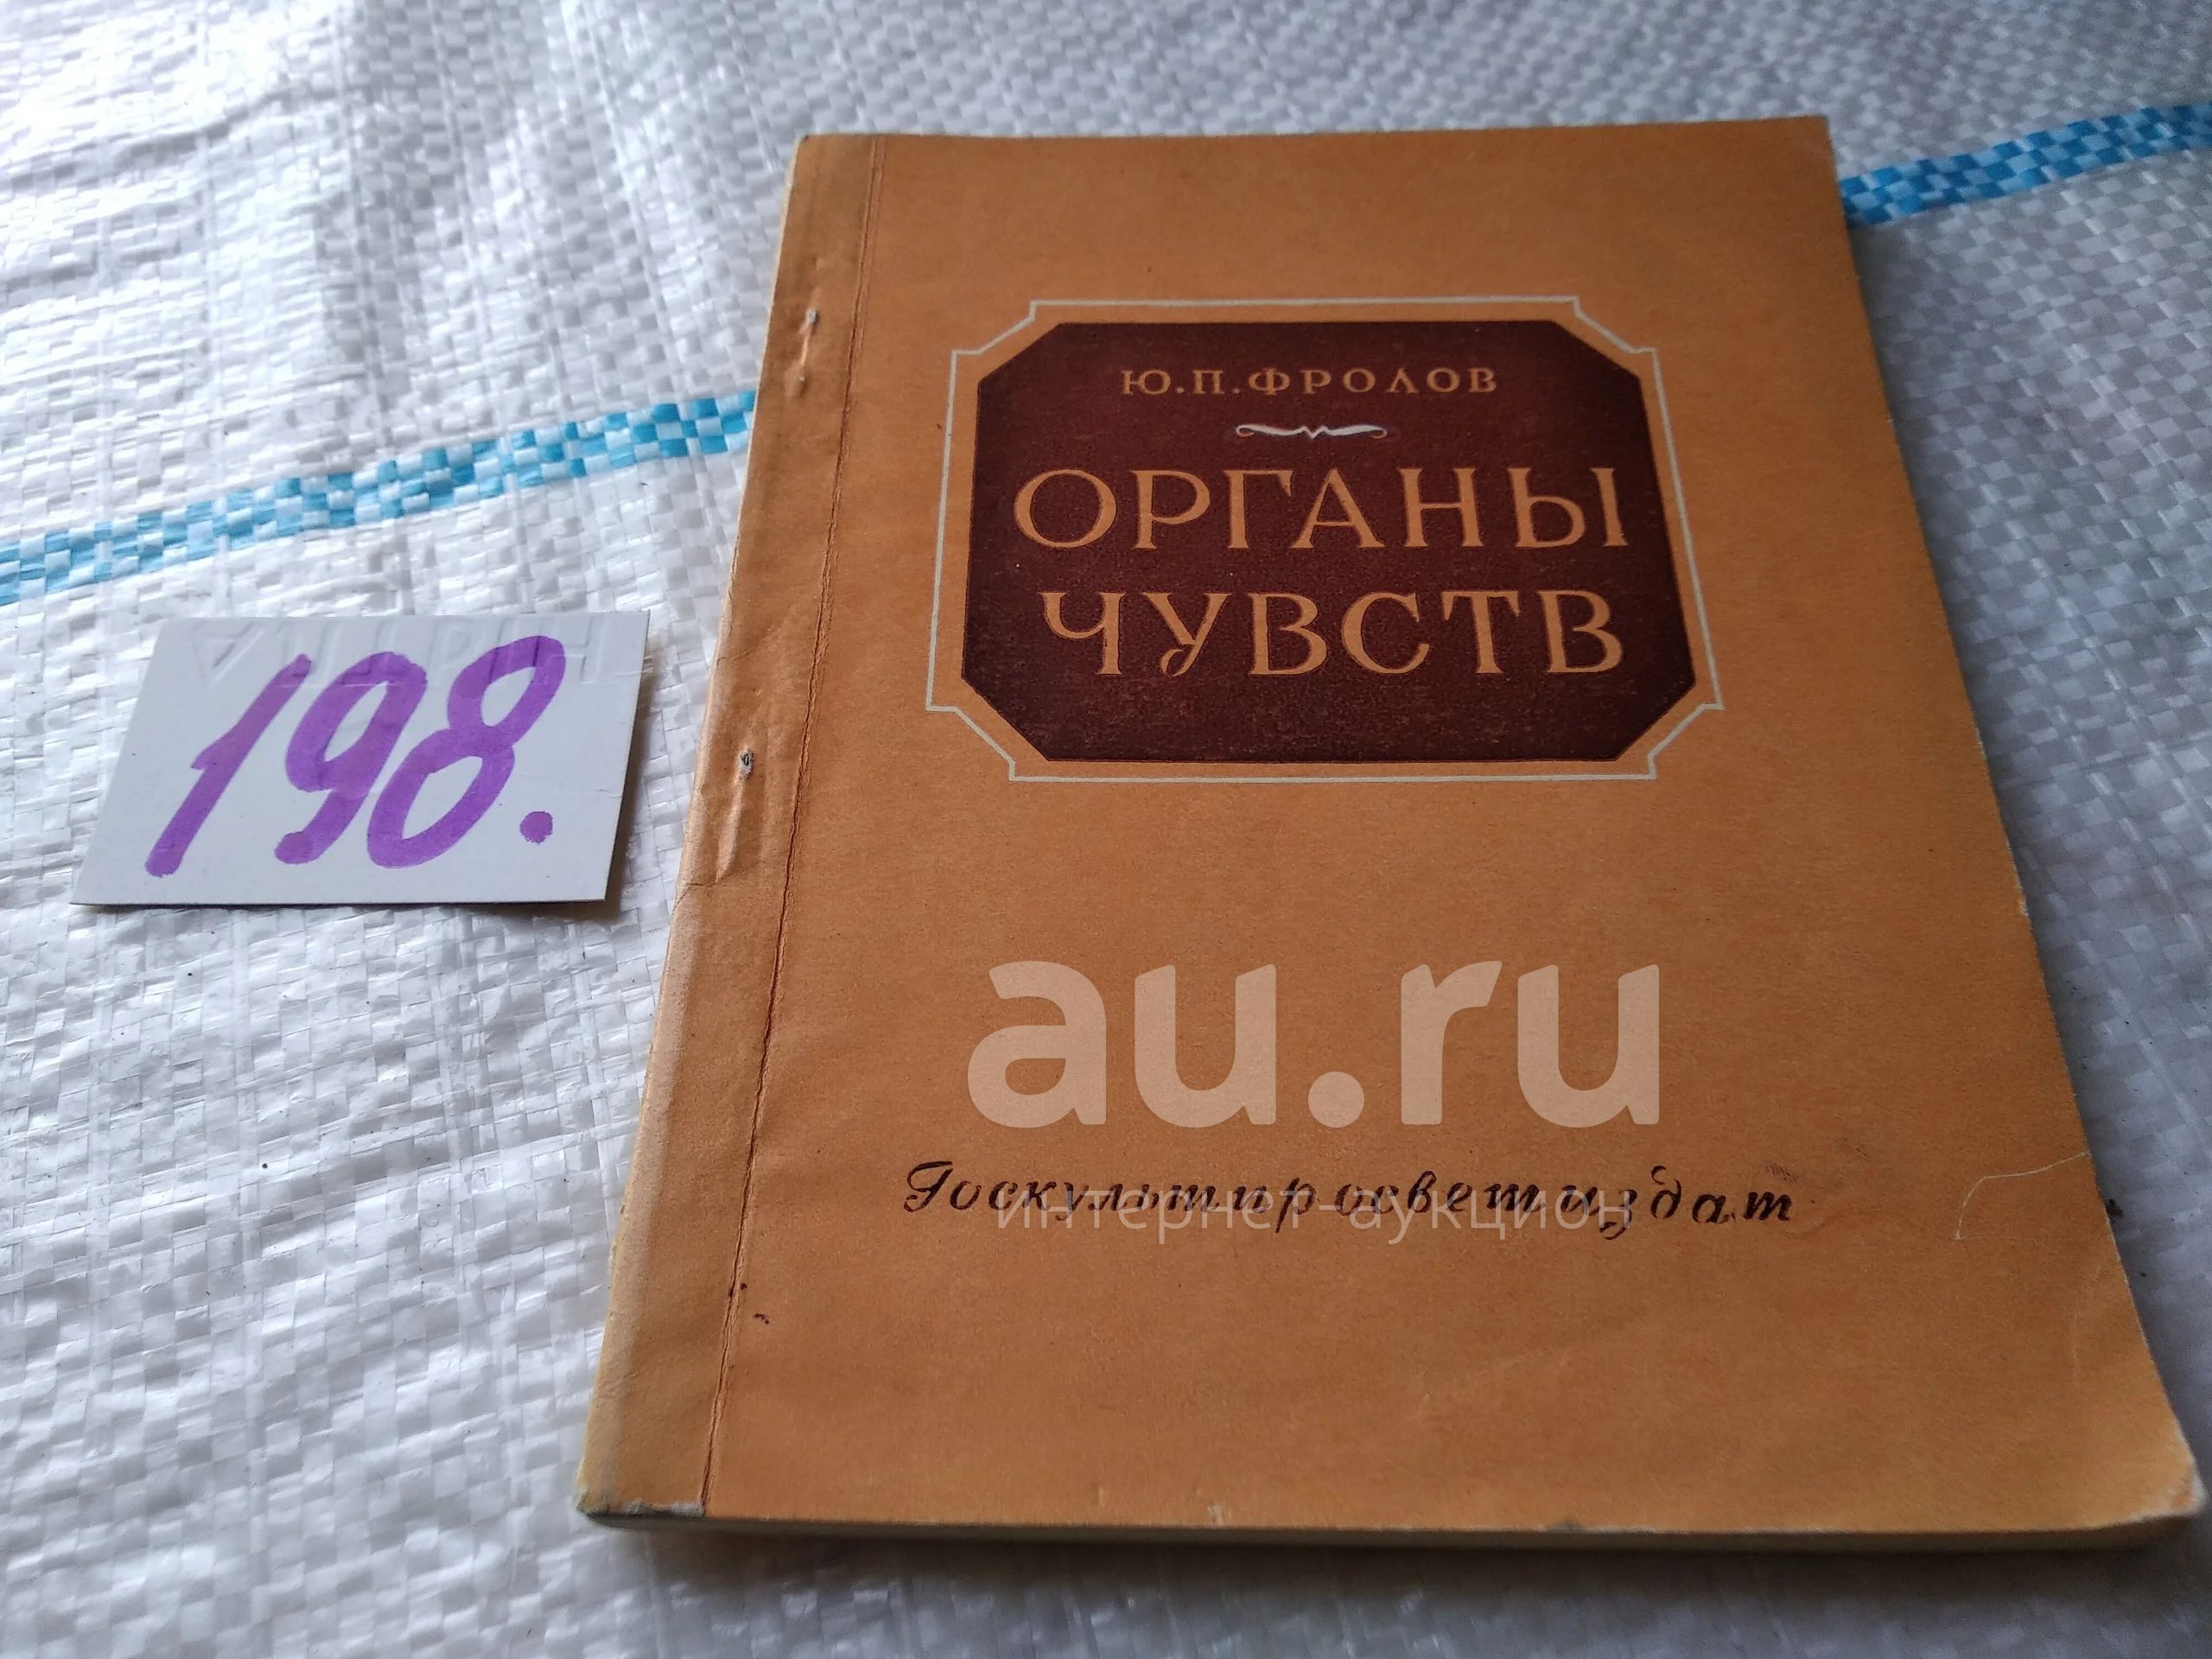 Ю.П.ФРОЛОВ
ОРГАНЫ
ЧУВСТВ
198.
au.ru
Госкультпросветиздат
интернет-аукцион